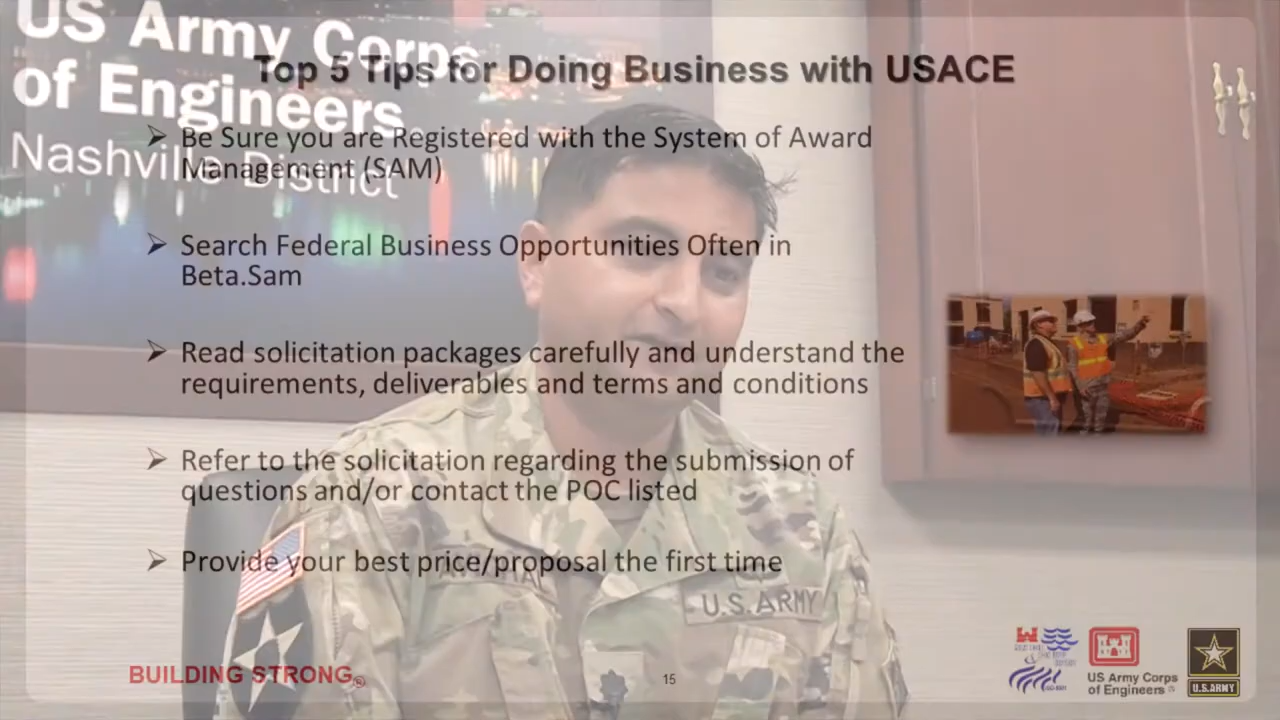 US Army Corps
of Engineers
Nashville District
Top 5 Tips for Doing Business with USACE
➢ Be Sure you are Registered with the System of Award
Management (SAM)
➢ Search Federal Business Opportunities Often in
Beta.Sam
➢ Read solicitation packages carefully and understand the
requirements, deliverables and terms and conditions
➢ Refer to the solicitation regarding the submission of
questions and/or contact the POC listed
➢ Provide your best price/proposal the first time
U.S. ARMY
BUILDING STRONG®
15
US Army Corps
of Engineers
U.S.ARMY